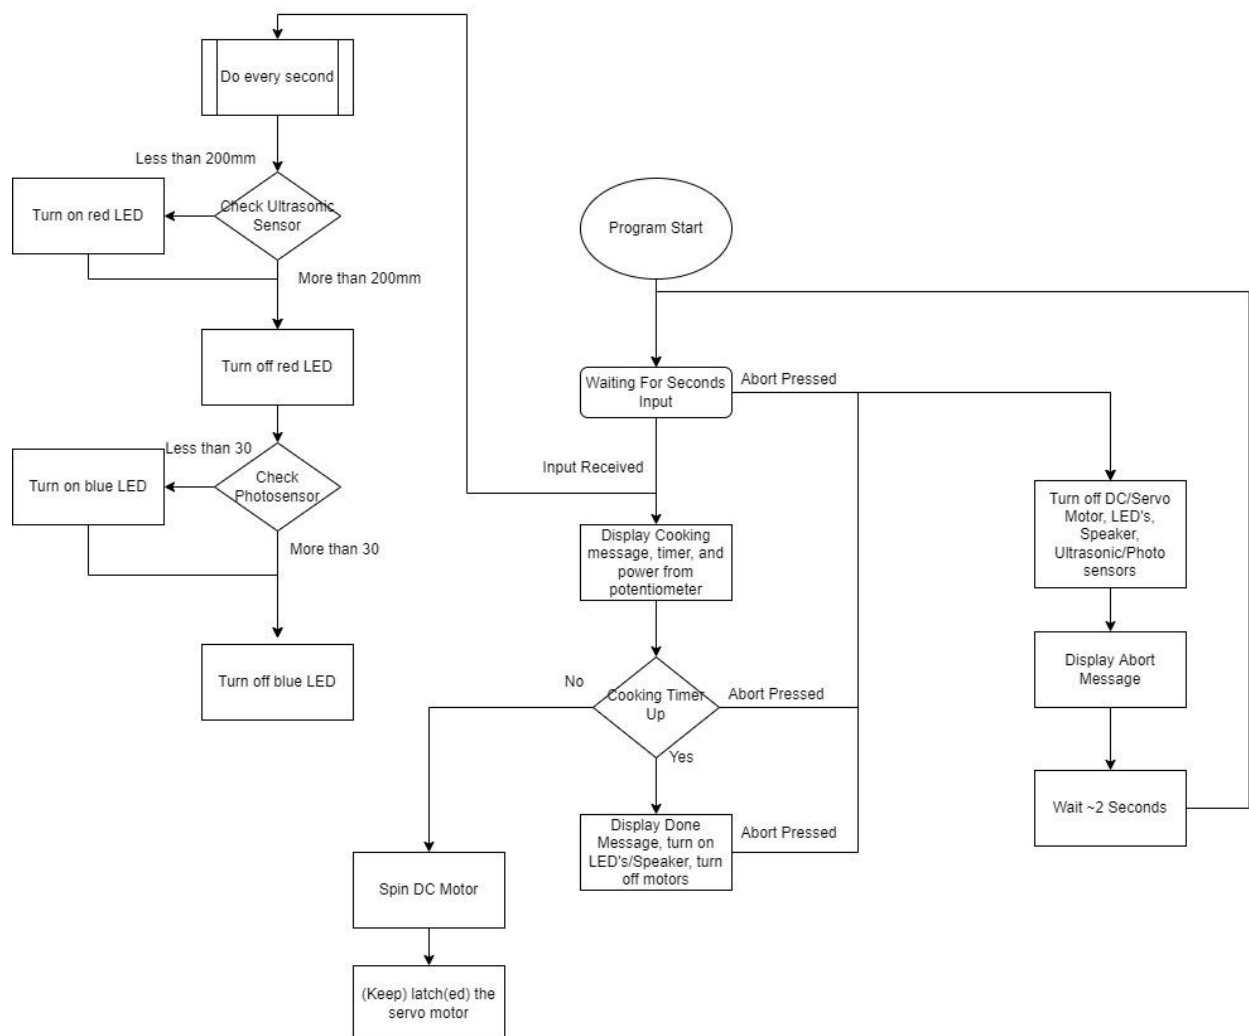 Do every second
Less than 200mm
Turn on red LED
Check Ultrasonic
Sensor
More than 200mm
Turn off red LED
Less than 30
Turn on blue LED
Check
Photosensor
More than 30
Turn off blue LED
Program Start
Waiting For Seconds
Input
Abort Pressed
Input Received
Display Cooking
message, timer, and
power from
potentiometer
No
Cooking Timer
Up
Abort Pressed
Yes
Display Done
Message, turn on
LED's/Speaker, turn
off motors
Abort Pressed
Spin DC Motor
(Keep) latch(ed) the
servo motor
Turn off DC/Servo
Motor, LED's,
Speaker,
Ultrasonic/Photo
sensors
Display Abort
Message
Wait ~2 Seconds